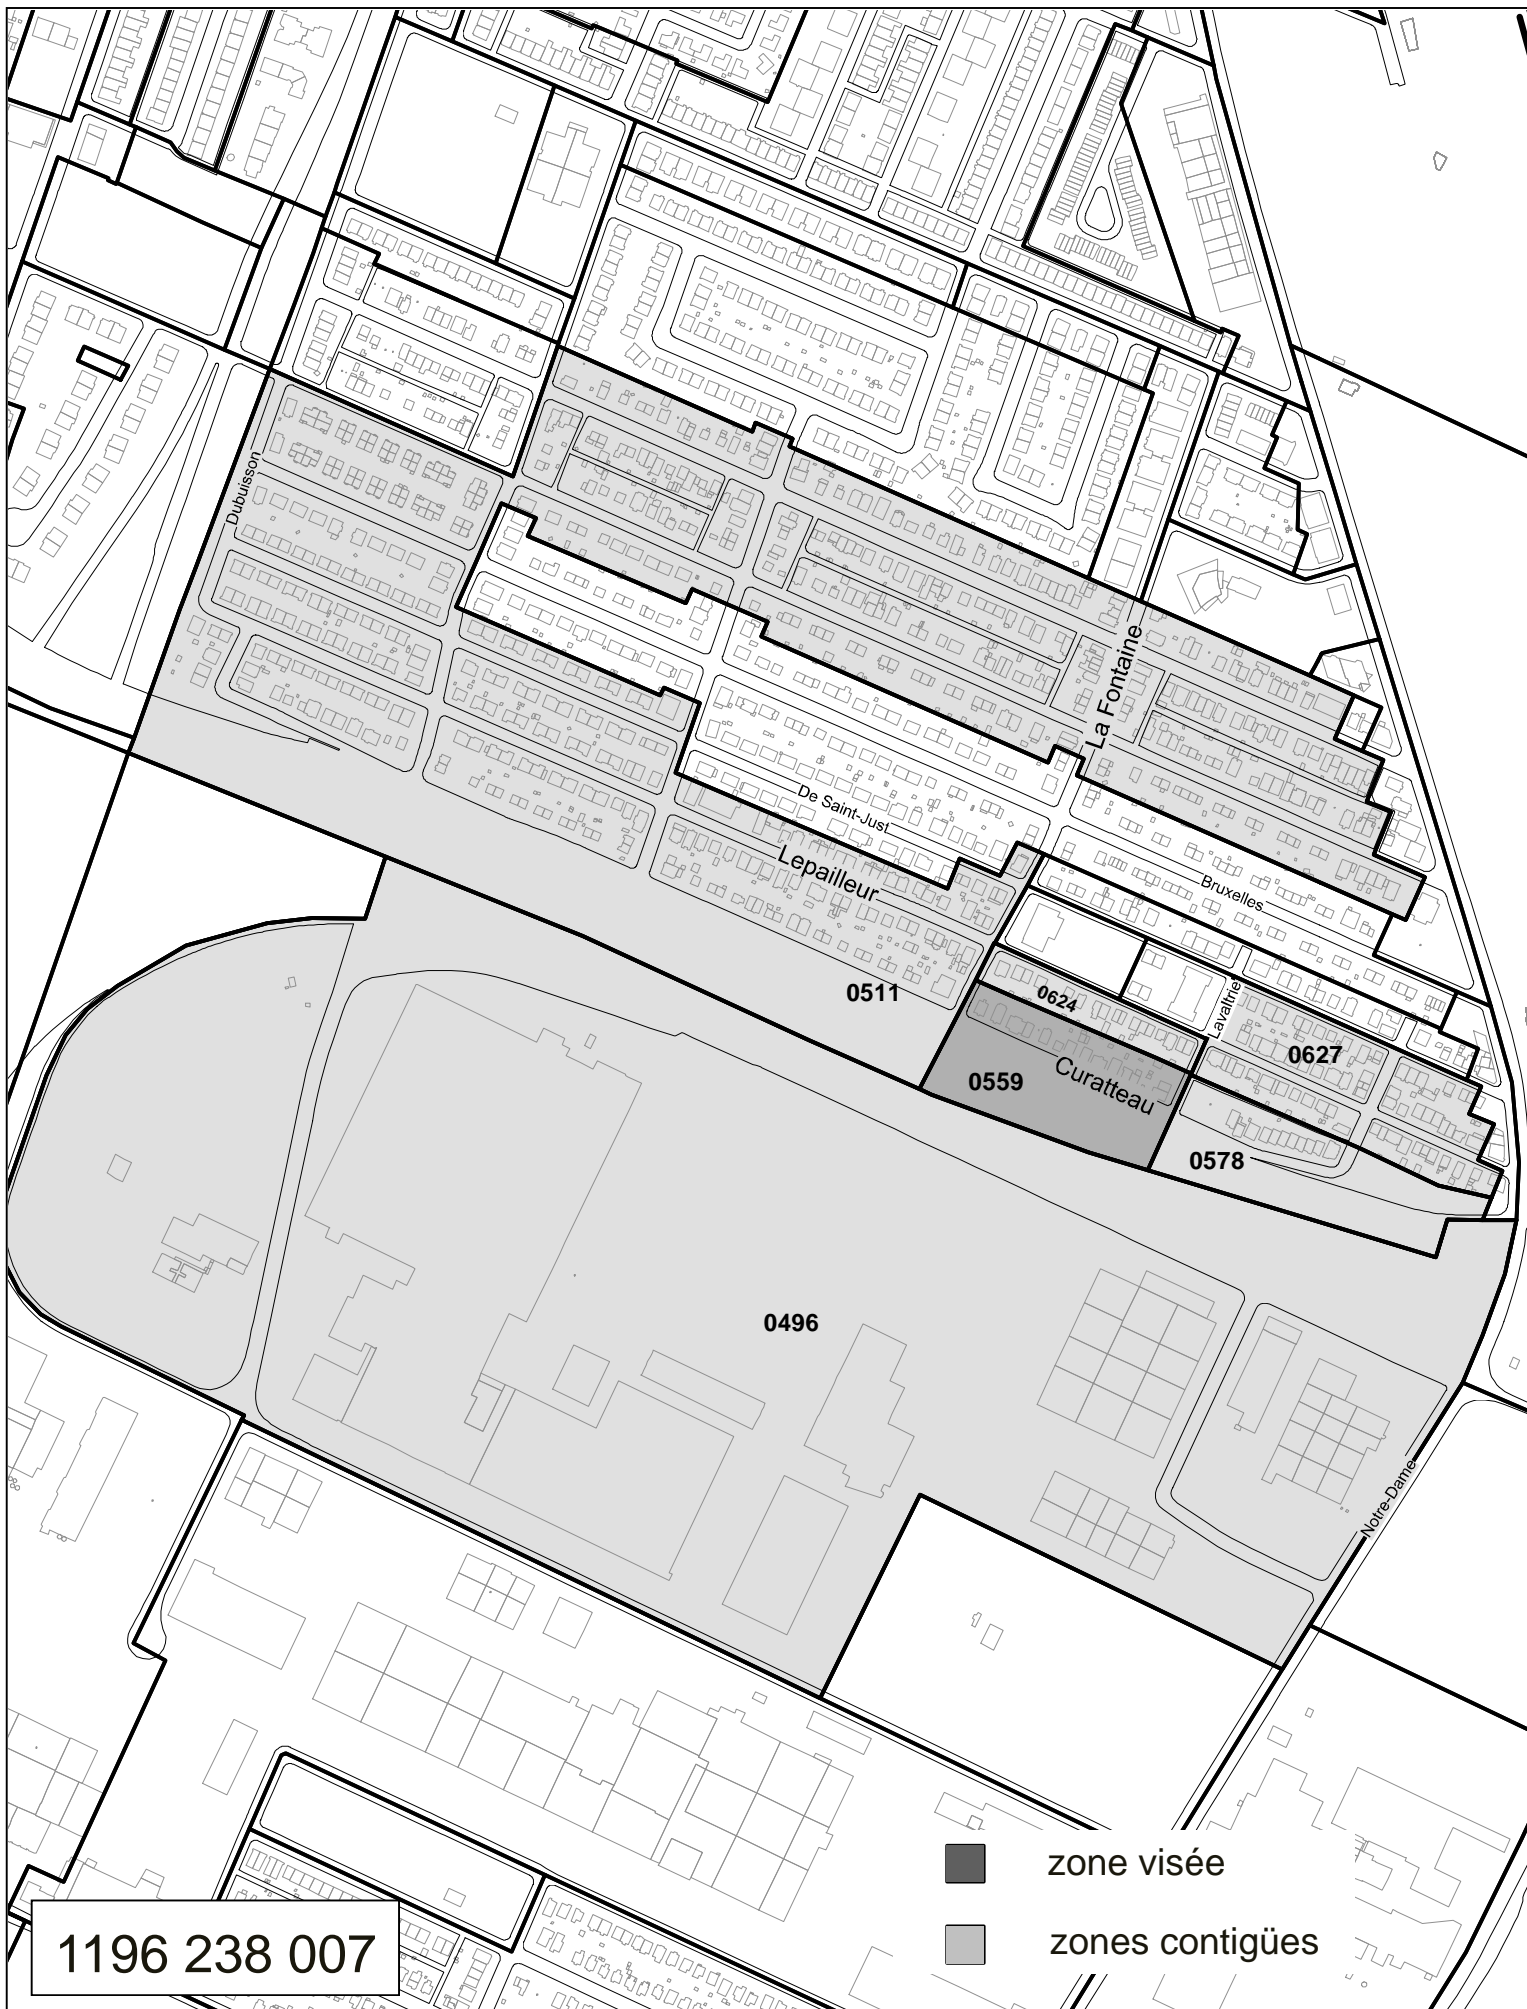 Dubuisson
La Fontaine
De Saint-Just
Lepailleur
Bruxelles
0511
0624
Lavaltrie
0627
0559
Curatteau
0578
0496
Notre-Dame
zone visée
zones contigües
1196 238 007